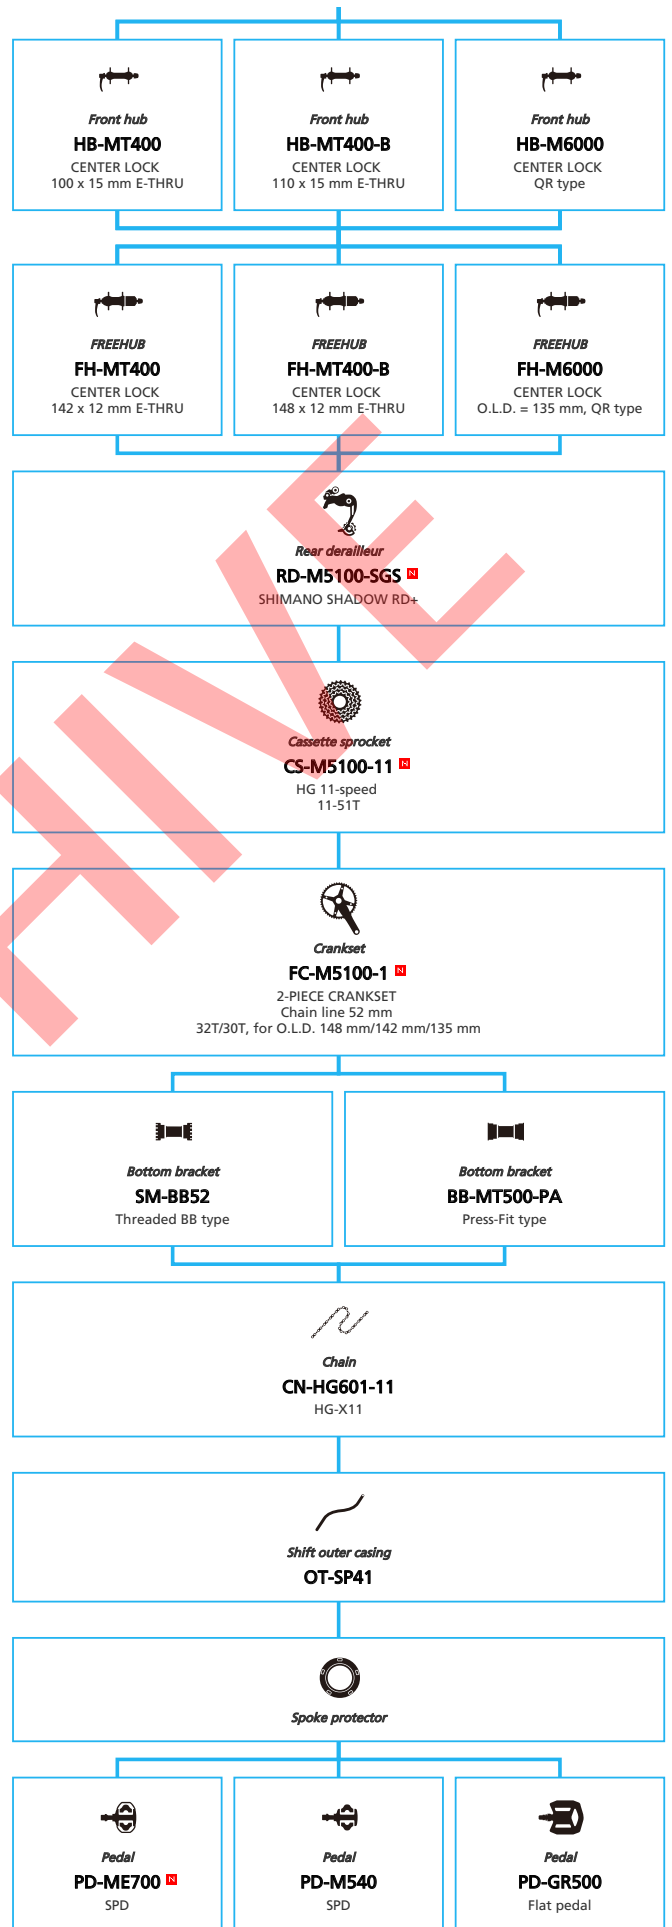 Front hub
HB-MT400
CENTER LOCK
100 x 15 mm E-THRU
Front hub
HB-MT400-B
CENTER LOCK
110 x 15 mm E-THRU
Front hub
HB-M6000
CENTER LOCK
QR type
FREEHUB
FH-MT400
CENTER LOCK
142 x 12 mm E-THRU
FREEHUB
FH-MT400-B
CENTER LOCK
148 x 12 mm E-THRU
FREEHUB
FH-M6000
CENTER LOCK
O.L.D. = 135 mm, QR type
Rear derailleur
RD-M5100-SGS N
SHIMANO SHADOW RD+
Cassette sprocket
CS-M5100-11 N
HG 11-speed
11-51T
Crankset
FC-M5100-1 N
2-PIECE CRANKSET
Chain line 52 mm
32T/30T, for O.L.D. 148 mm/142 mm/135 mm
Bottom bracket
SM-BB52
Threaded BB type
Bottom bracket
BB-MT500-PA
Press-Fit type
Chain
CN-HG601-11
HG-X11
Shift outer casing
OT-SP41
Spoke protector
Pedal
PD-ME700 N
SPD
Pedal
PD-M540
SPD
Pedal
PD-GR500
Flat pedal
HIVE